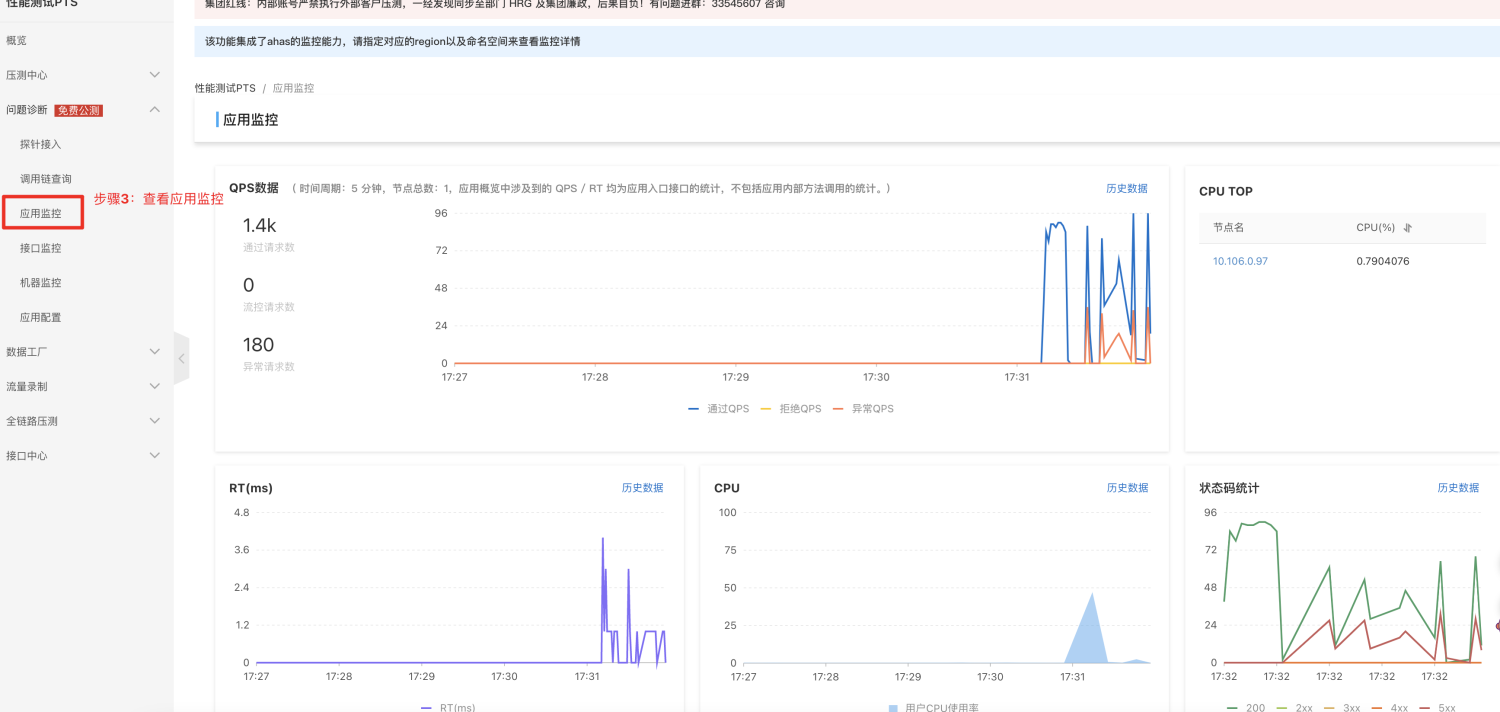 性能测试PTS
集团红线：内部账号严禁执行外部客户压测，一经发现同步至部门 HRG 及集团廉政，后果自负！有问题进群：33545607 咨询
该功能集成了ahas的监控能力，请指定对应的region以及命名空间来查看监控详情
概览
压测中心
问题诊断 免费公测
探针接入
调用链查询
应用监控
步骤3：查看应用监控
接口监控
机器监控
应用配置
数据工厂
流量录制
全链路压测
接口中心
性能测试PTS / 应用监控
应用监控
QPS数据 （ 时间周期：5 分钟，节点总数：1，应用概览中涉及到的 QPS / RT 均为应用入口接口的统计，不包括应用内部方法调用的统计。）
历史数据
1.4k
通过请求数
0
流控请求数
180
异常请求数
96
72
48
24
0
17:27 17:28 17:29 17:30 17:31
通过QPS 拒绝QPS 异常QPS
CPU TOP
节点名 CPU(%)
10.106.0.97 0.7904076
RT(ms) 历史数据
4.8
3.6
2.4
1.2
0
17:27 17:28 17:29 17:30 17:31
RT(ms)
CPU 历史数据
100
75
50
25
0
17:27 17:28 17:29 17:30 17:31
用户CPU使用率
状态码统计 历史数据
96
72
48
24
0
17:32 17:32 17:32 17:32 17:32
200 2xx 3xx 4xx 5xx